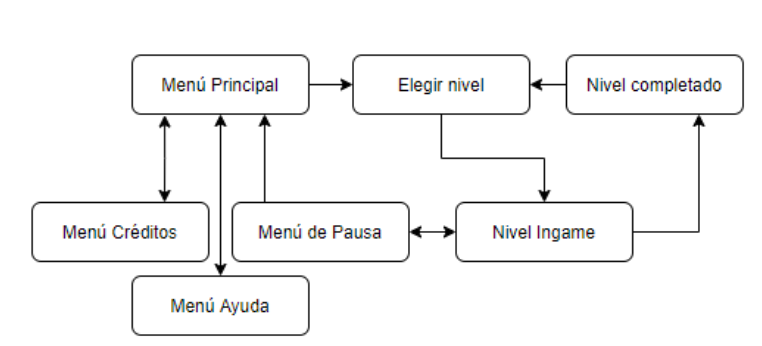 Menú Principal
Elegir nivel
Nivel completado
Menú Créditos
Menú de Pausa
Nivel Ingame
Menú Ayuda